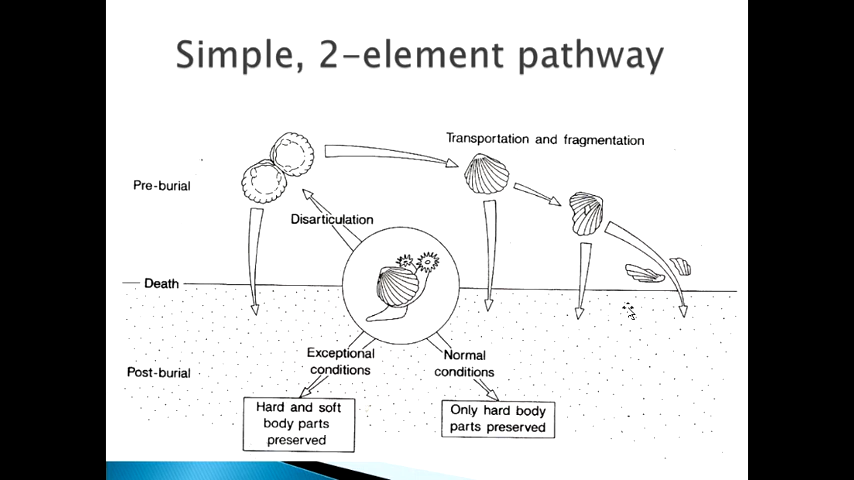 Simple, 2-element pathway
Transportation and fragmentation
Pre-burial
Disarticulation
Death
Exceptional
conditions
Normal
conditions
Post-burial
Hard and soft
body parts
preserved
Only hard body
parts preserved